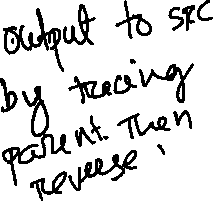 output to src
by tracing
parent. Then
reverse.